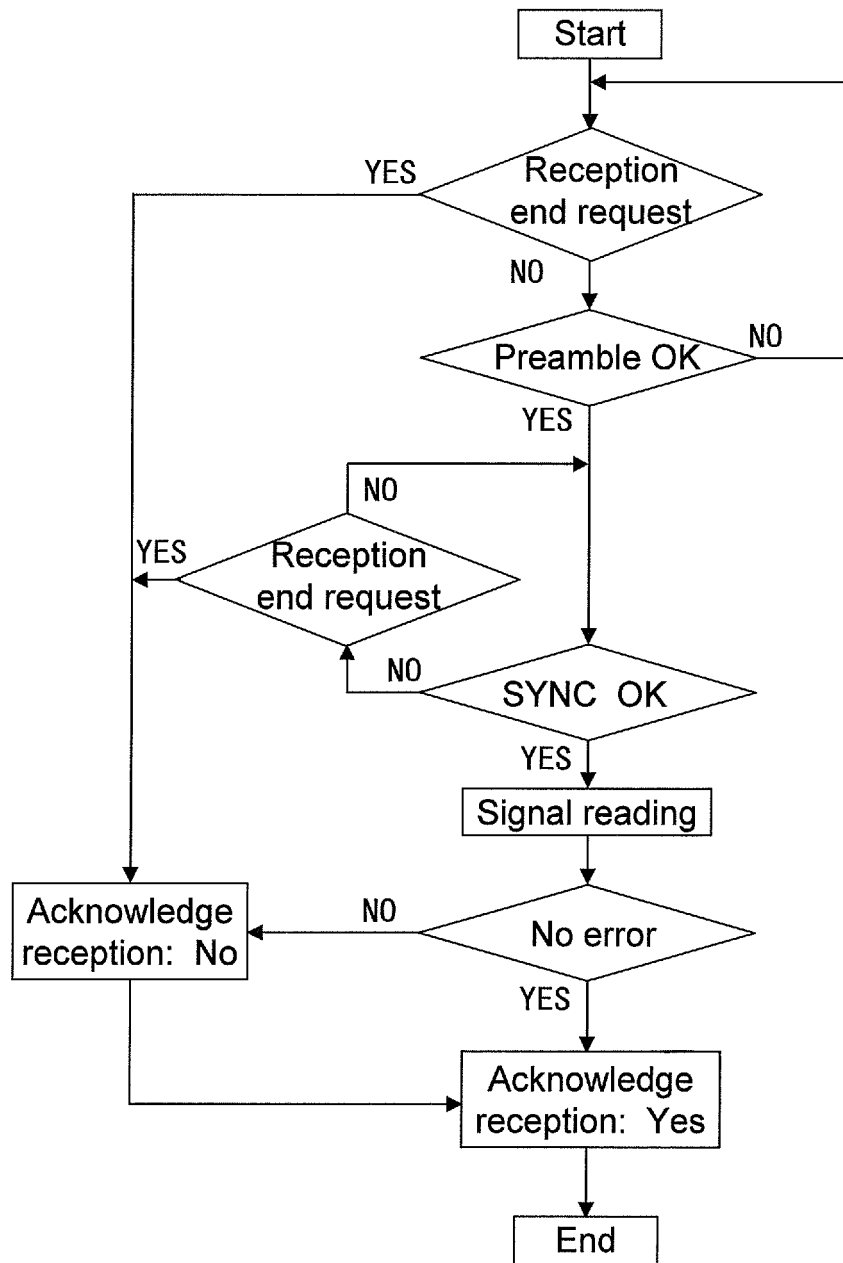 Start
YES
Reception
end request
NO
Preamble OK
NO
YES
NO
YES
Reception
end request
NO
SYNC OK
YES
Signal reading
Acknowledge
reception: No
NO
No error
YES
Acknowledge
reception: Yes
End